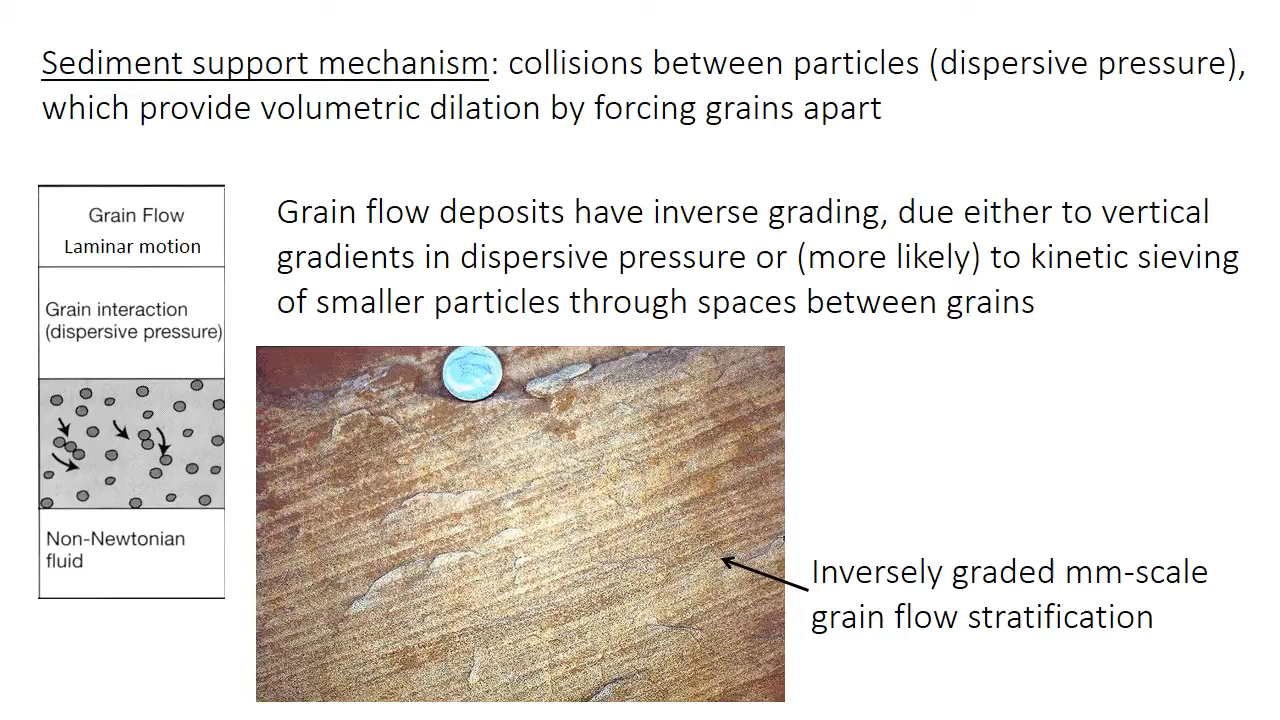 Sediment support mechanism: collisions between particles (dispersive pressure),
which provide volumetric dilation by forcing grains apart
Grain Flow
Laminar motion
Grain interaction
(dispersive pressure)
Non-Newtonian
fluid
Grain flow deposits have inverse grading, due either to vertical
gradients in dispersive pressure or (more likely) to kinetic sieving
of smaller particles through spaces between grains
Inversely graded mm-scale
grain flow stratification